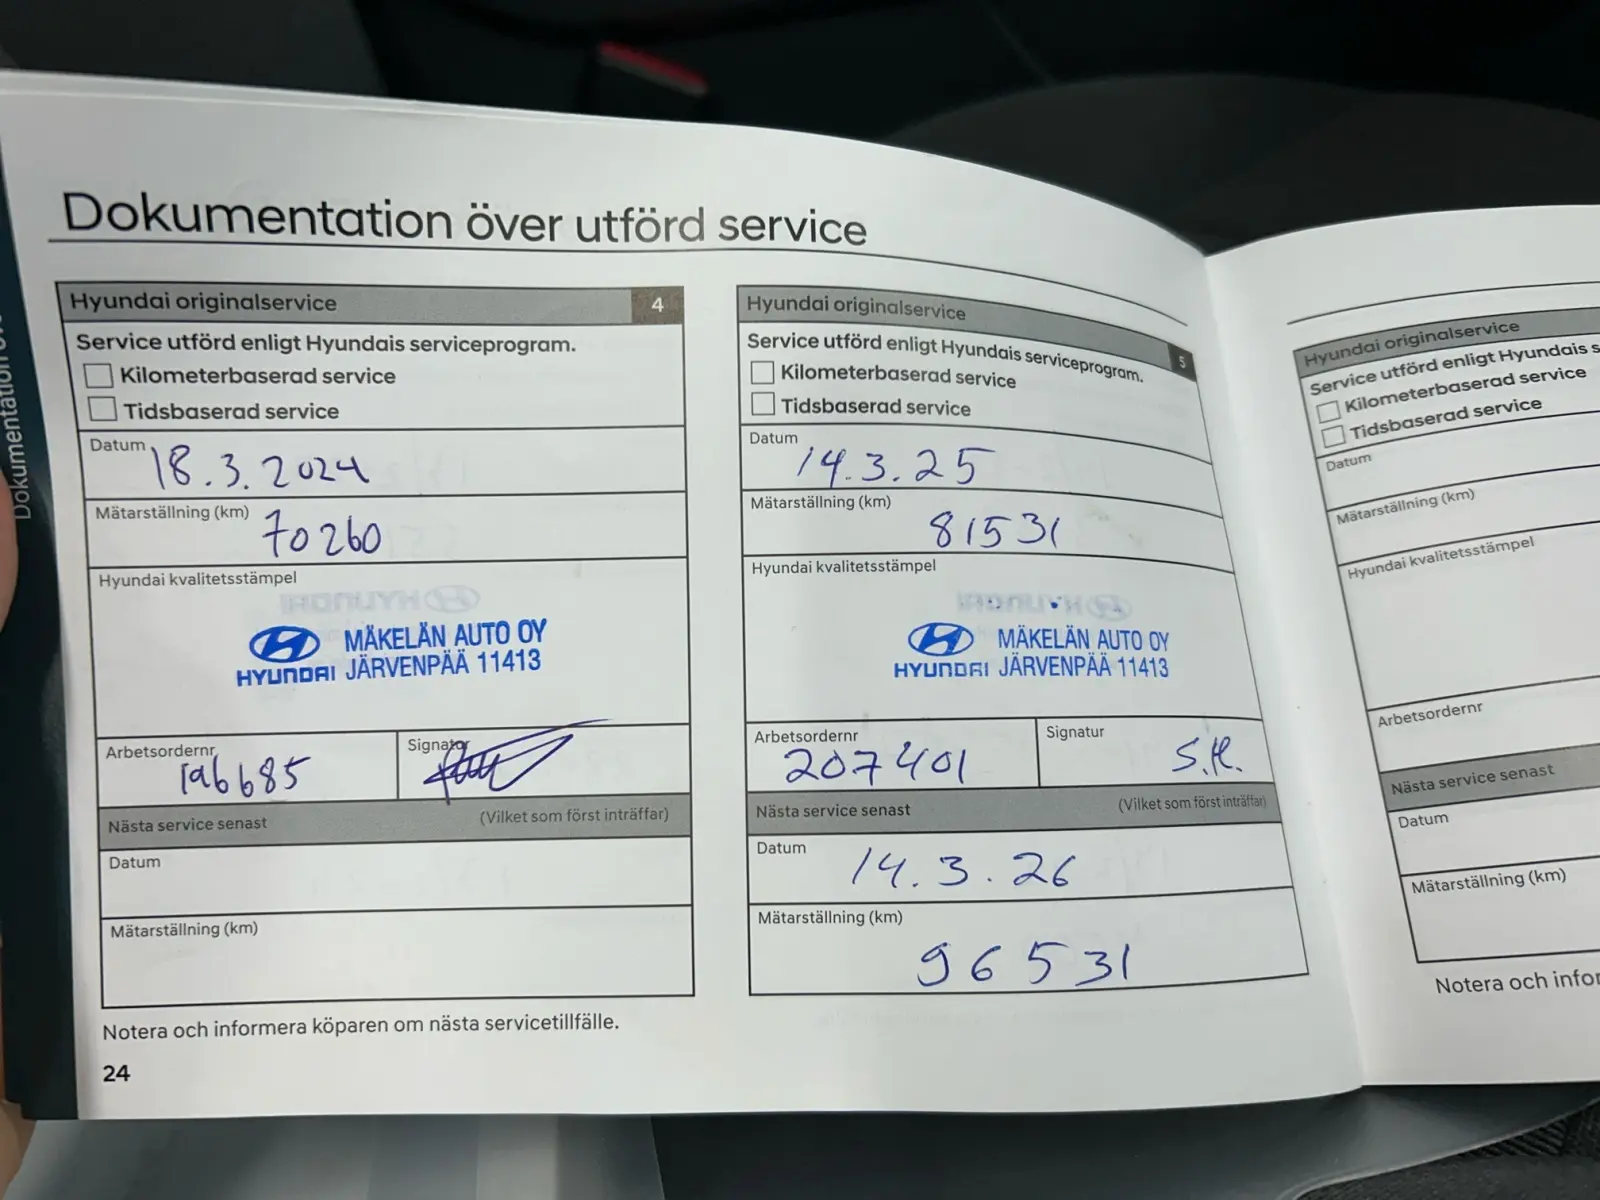 Dokumentation över utförd service
Hyundai originalservice 4
Service utförd enligt Hyundais serviceprogram.
Kilometerbaserad service
Tidsbaserad service
Datum 18.3.2024
Mätarställning (km) 70260
Hyundai kvalitetsstämpel
MÄKELÄN AUTO OY
HYUNDAI JÄRVENPÄÄ 11413
Arbetsordernr 196685
Signatur
Nästa service senast (Vilket som först inträffar)
Datum
Mätarställning (km)
Notera och informera köparen om nästa servicetillfälle.
24
Hyundai originalservice 5
Service utförd enligt Hyundais serviceprogram.
Kilometerbaserad service
Tidsbaserad service
Datum 14.3.25
Mätarställning (km) 81531
Hyundai kvalitetsstämpel
MÄKELÄN AUTO OY
HYUNDAI JÄRVENPÄÄ 11413
Arbetsordernr 207401
Signatur S.H.
Nästa service senast (Vilket som först inträffar)
Datum 14.3.26
Mätarställning (km) 96531
Hyundai originalservice
Service utförd enligt Hyundais s
Kilometerbaserad service
Tidsbaserad service
Datum
Mätarställning (km)
Hyundai kvalitetsstämpel
Arbetsordernr
Nästa service senast
Datum
Mätarställning (km)
Notera och infor